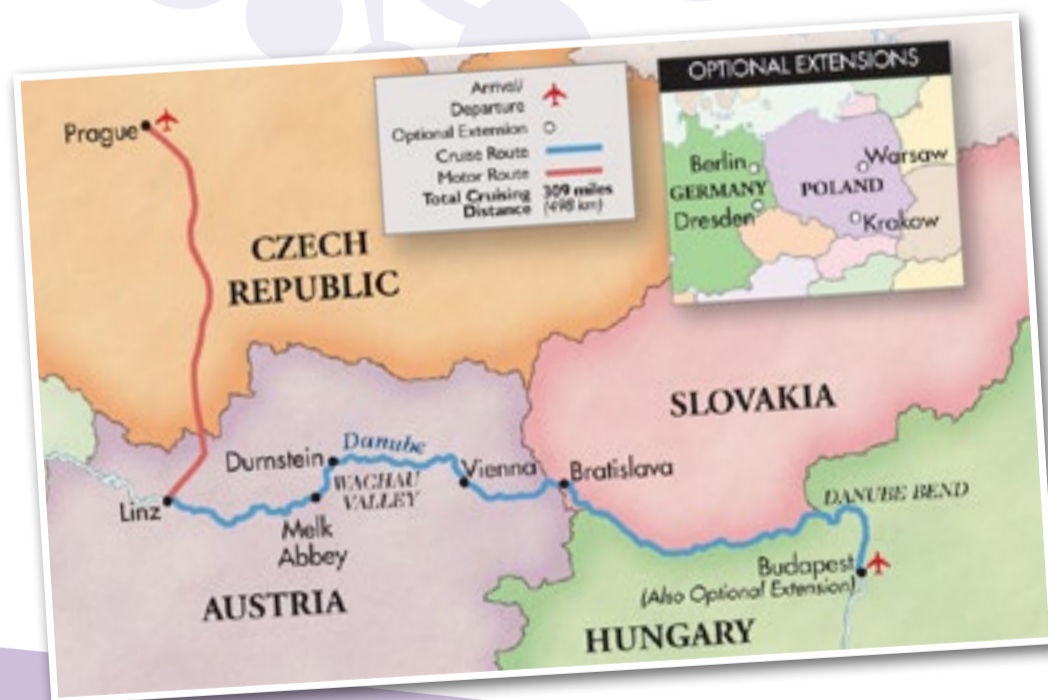 Prague
Arrival/
Departure
Optional Extension
Cruise Route
Motor Route
Total Cruising
Distance
309 miles
(498 km)
OPTIONAL EXTENSIONS
Berlin
GERMANY
Dresden
Warsaw
POLAND
Krakow
CZECH
REPUBLIC
SLOVAKIA
Durnstein
Danube
WACHAU
VALLEY
Vienna
Bratislava
Linz
Melk
Abbey
DANUBE BEND
Budapest
(Also Optional Extension)
AUSTRIA
HUNGARY